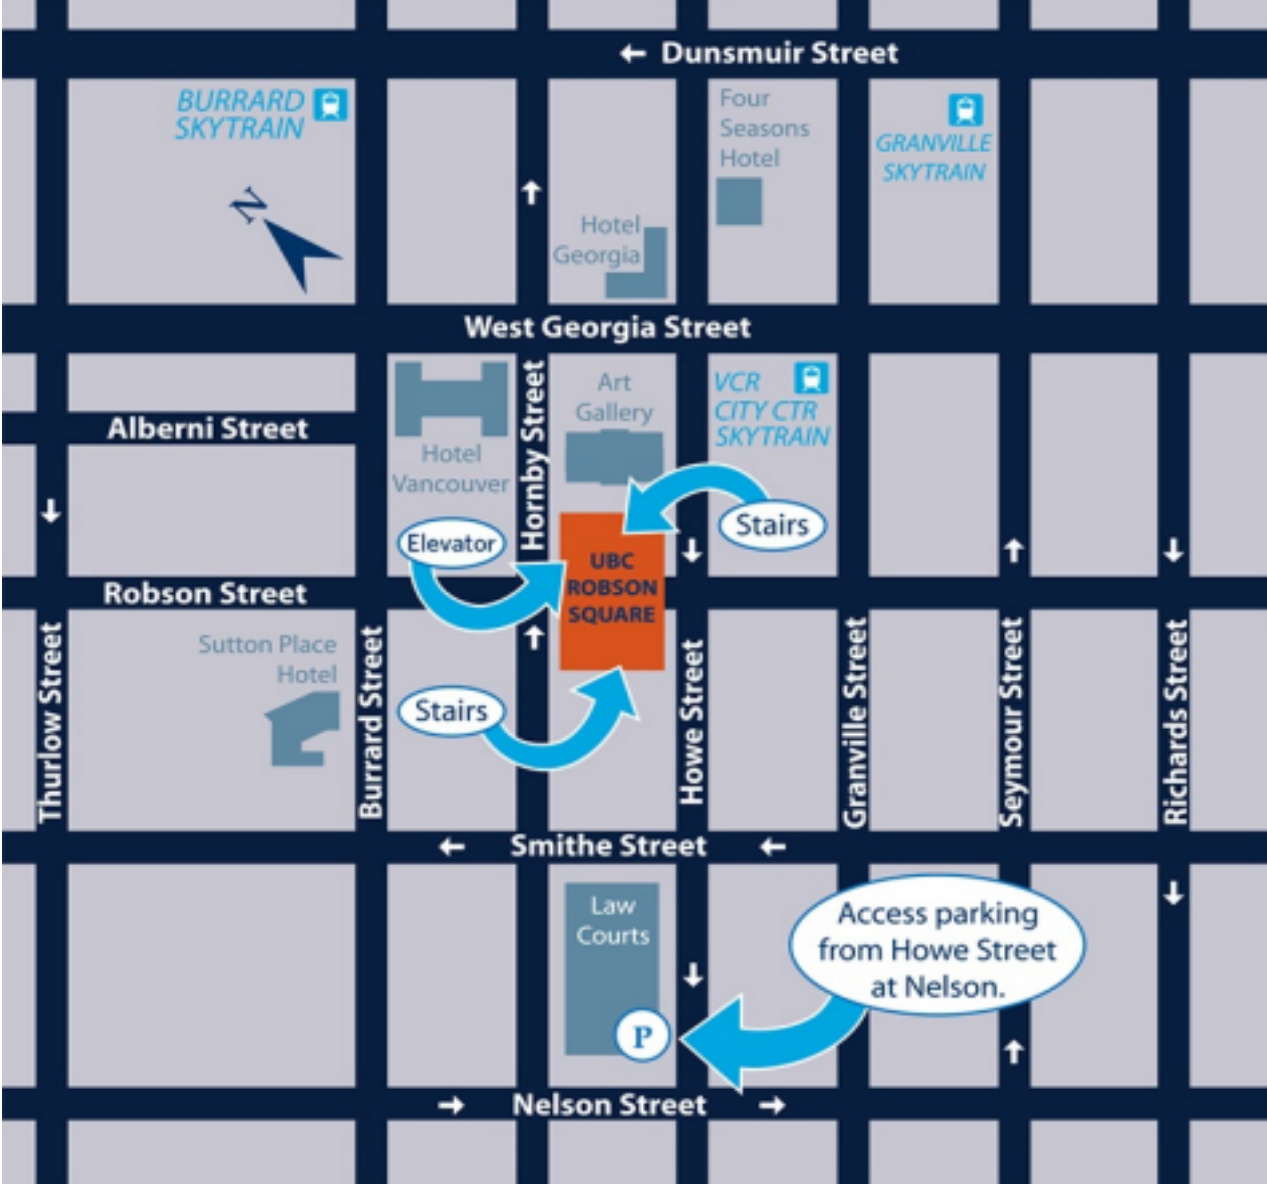 ← Dunsmuir Street
BURRARD
SKYTRAIN
Four
Seasons
Hotel
GRANVILLE
SKYTRAIN
N
Hotel
Georgia
West Georgia Street
Hornby Street
Art
Gallery
VCR
CITY CTR
SKYTRAIN
Alberni Street
Hotel
Vancouver
Stairs
Elevator
UBC
ROBSON
SQUARE
Robson Street
Sutton Place
Hotel
Stairs
Thurlow Street
Burrard Street
Howe Street
Granville Street
Seymour Street
Richards Street
← Smithe Street ←
Law
Courts
Access parking
from Howe Street
at Nelson.
P
→ Nelson Street →